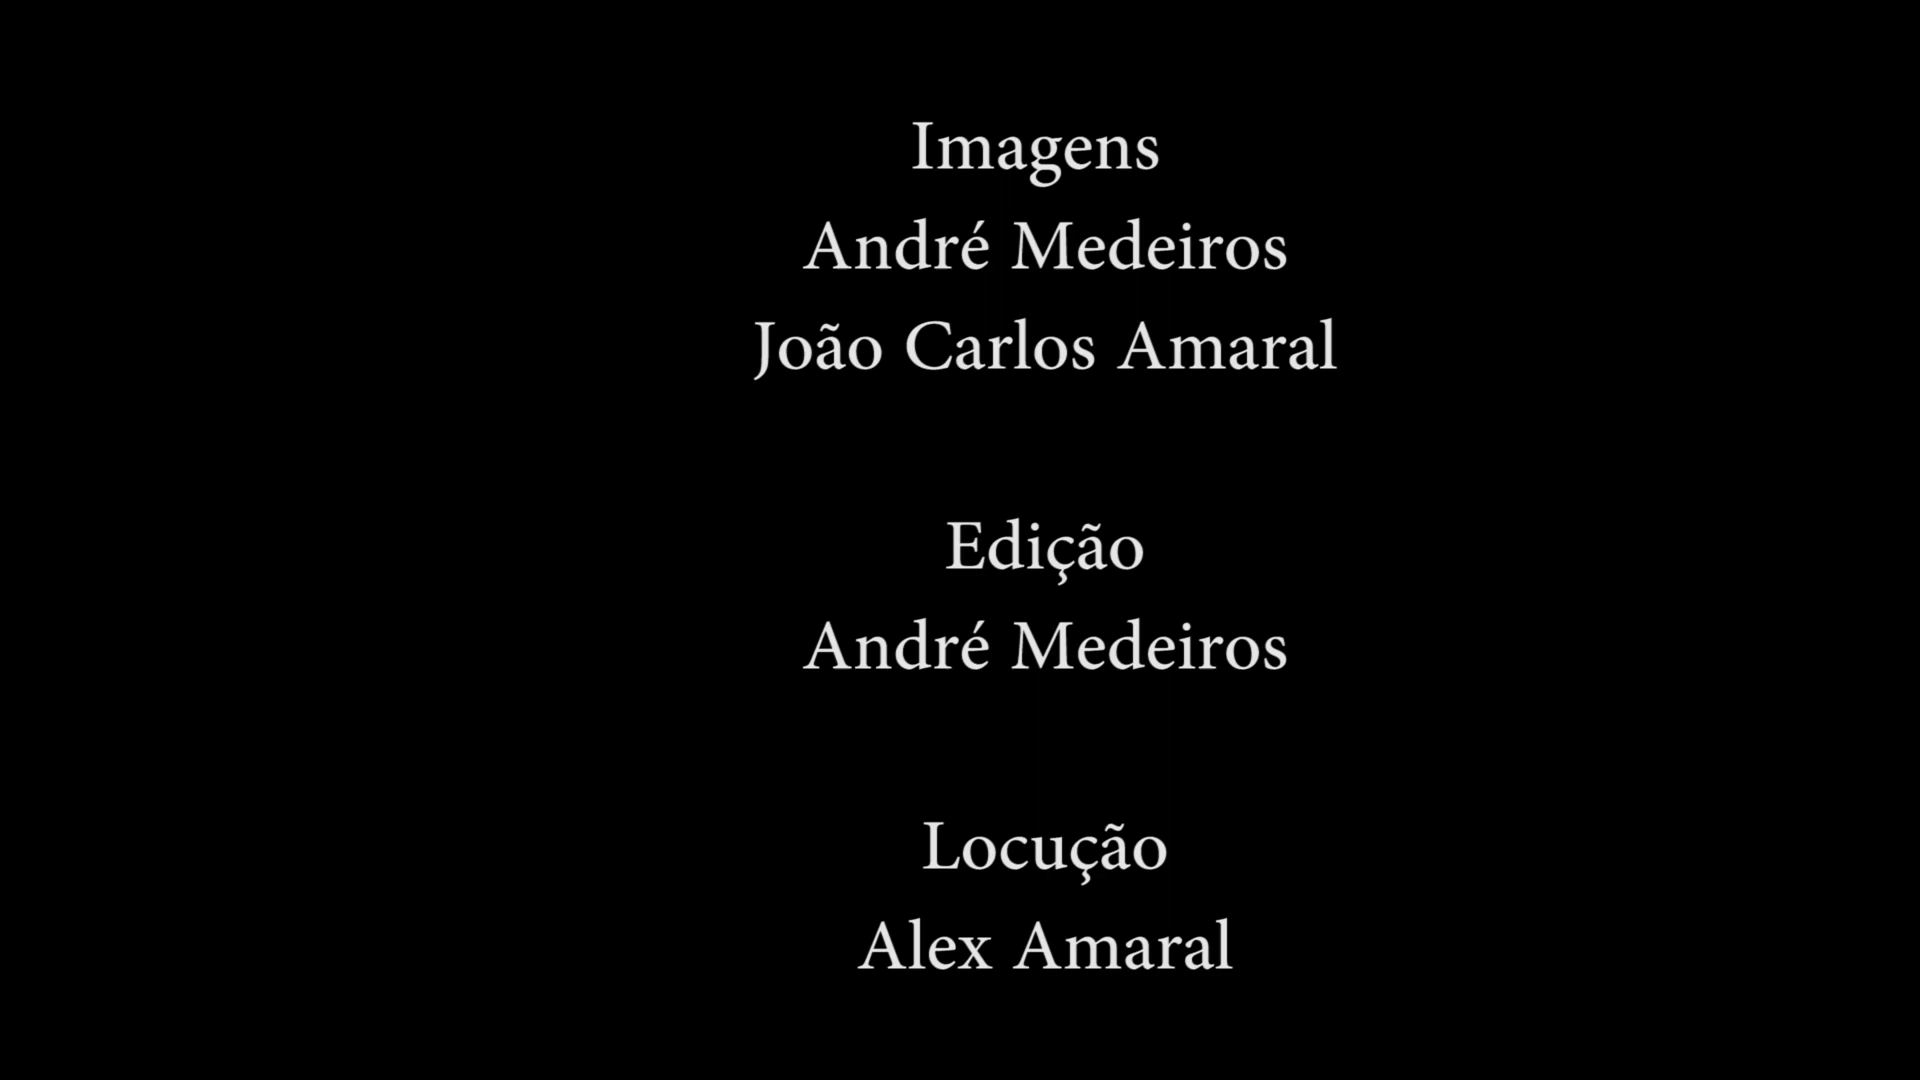 Imagens
André Medeiros
João Carlos Amaral
Edição
André Medeiros
Locução
Alex Amaral